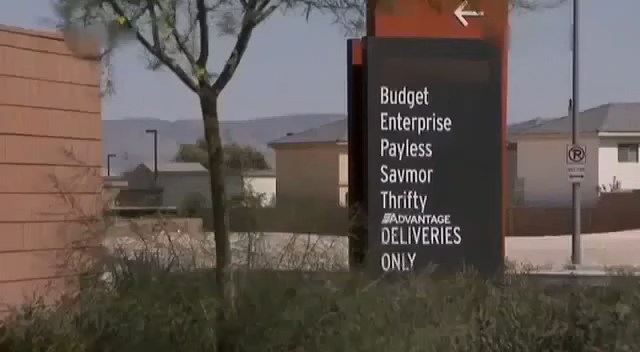 Budget
Enterprise
Payless
Savmor
Thrifty
ADVANTAGE
DELIVERIES
ONLY